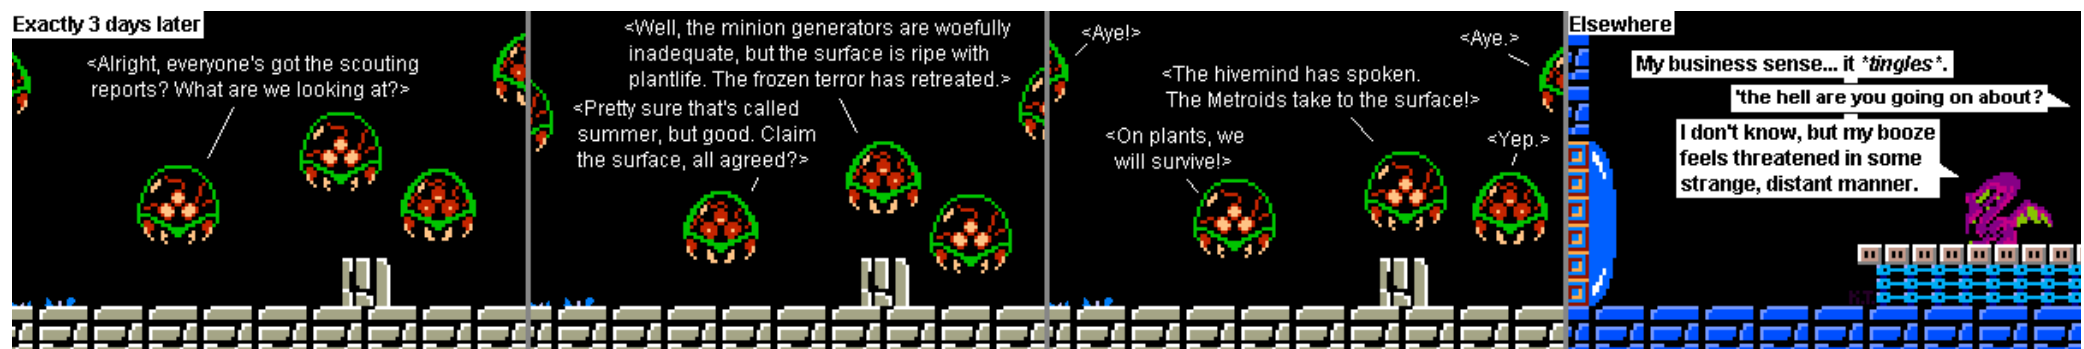 Exactly 3 days later
<Alright, everyone's got the scouting
reports? What are we looking at?>
<Well, the minion generators are woefully
inadequate, but the surface is ripe with
plantlife. The frozen terror has retreated.>
<Pretty sure that's called
summer, but good. Claim
the surface, all agreed?>
<Aye!>
<Aye.>
<The hivemind has spoken.
The Metroids take to the surface!>
<On plants, we
will survive!>
<Yep.>
Elsewhere
My business sense... it *tingles*.
'the hell are you going on about?
I don't know, but my booze
feels threatened in some
strange, distant manner.
K.T.